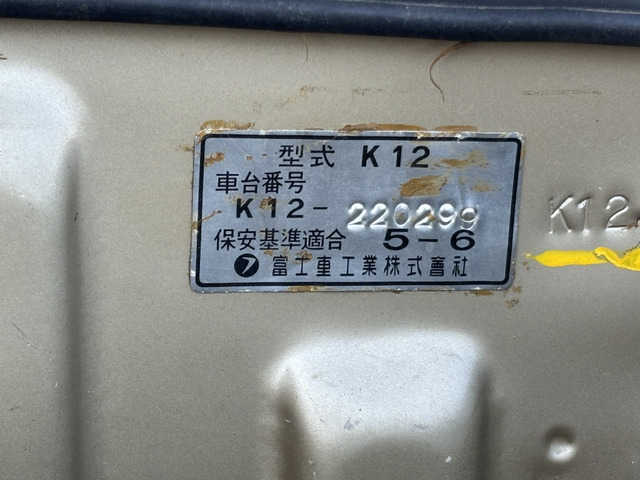 型式 K12
車台番号
K12-220299
保安基準適合 5-6
フ 富士重工業株式會社
K12